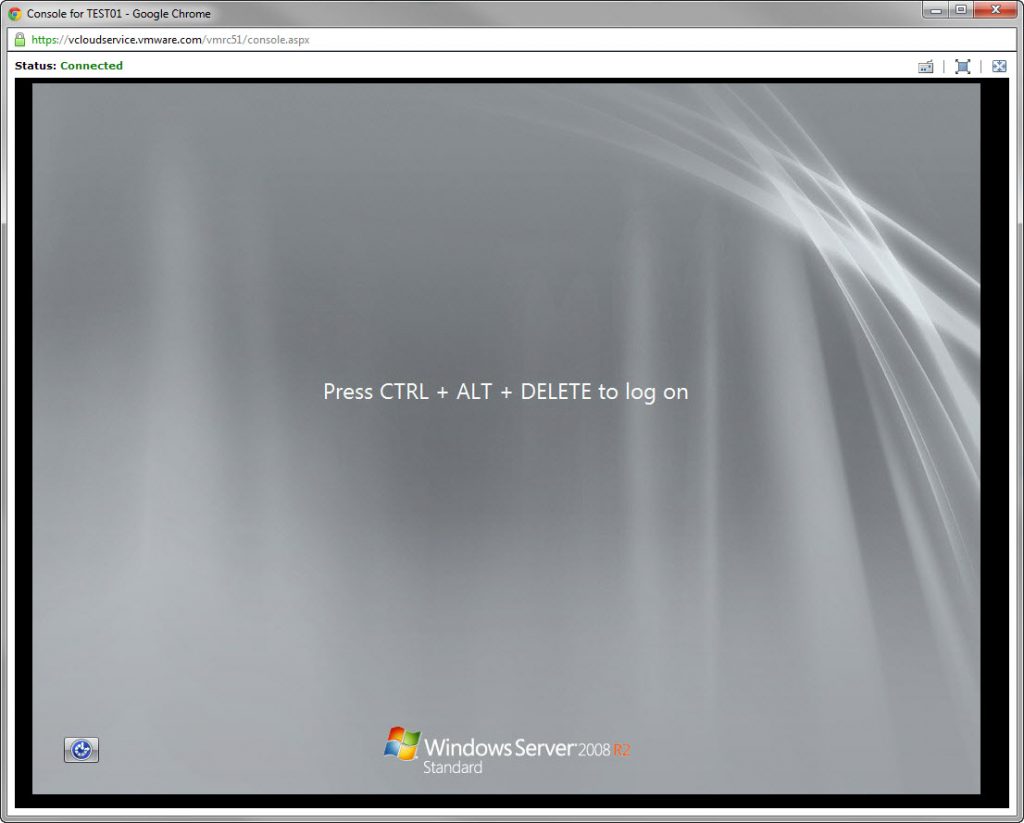 Console for TEST01 - Google Chrome
https://vcloudservice.vmware.com/vmrc51/console.aspx
Status: Connected
Press CTRL + ALT + DELETE to log on
Windows Server 2008 R2
Standard